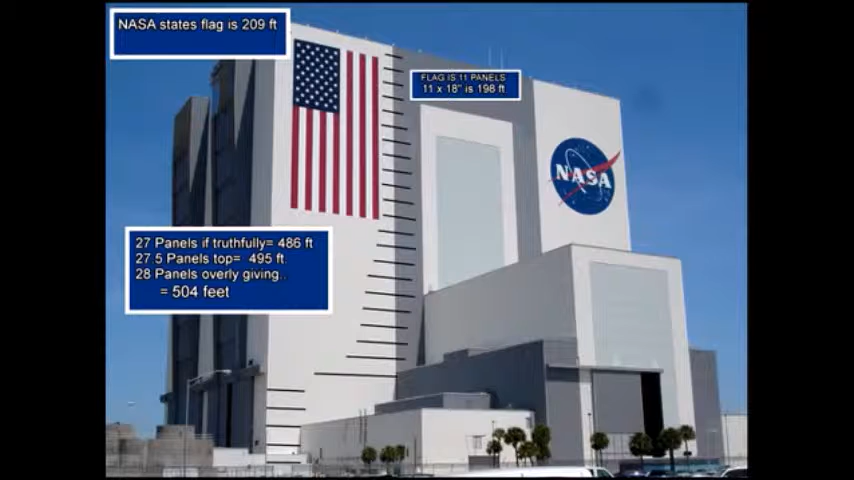 NASA states flag is 209 ft
FLAG IS 11 PANELS
11 x 18" is 198 ft
NASA
27 Panels if truthfully= 486 ft
27.5 Panels top= 495 ft.
28 Panels overly giving..
= 504 feet